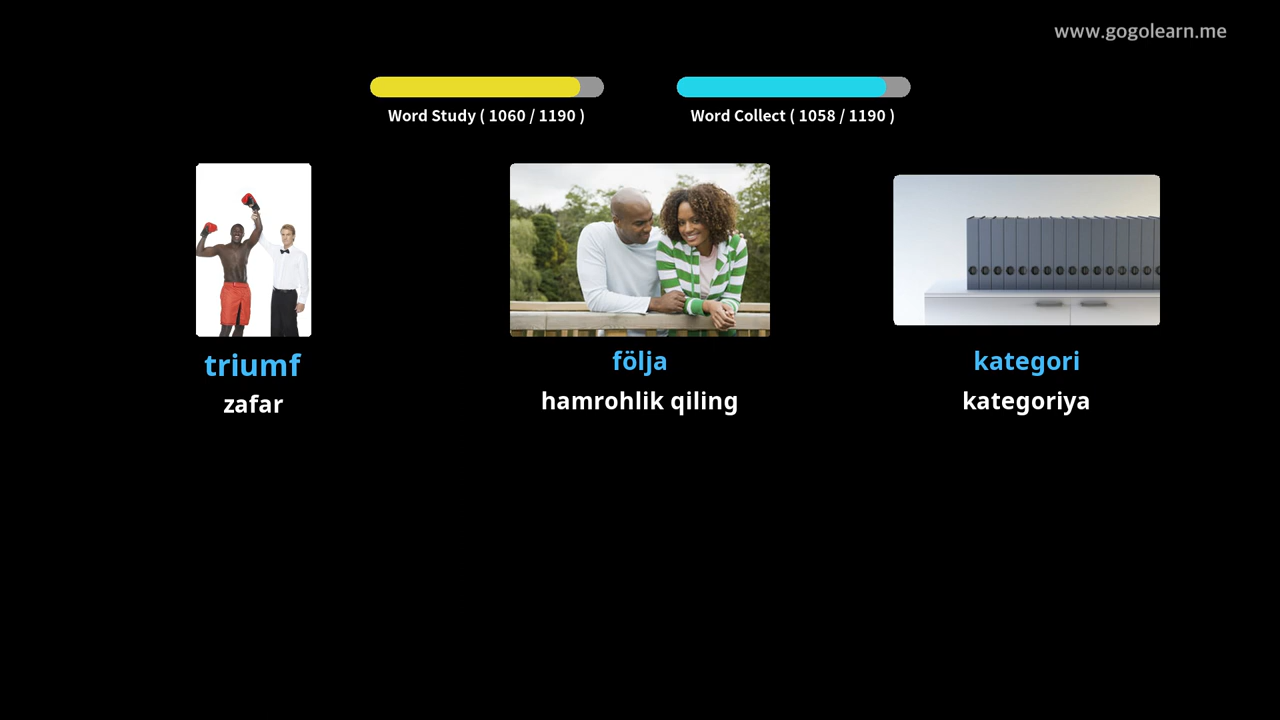 www.gogolearn.me
Word Study ( 1060 / 1190 )
Word Collect ( 1058 / 1190 )
triumf
zafar
följa
hamrohlik qiling
kategori
kategoriya